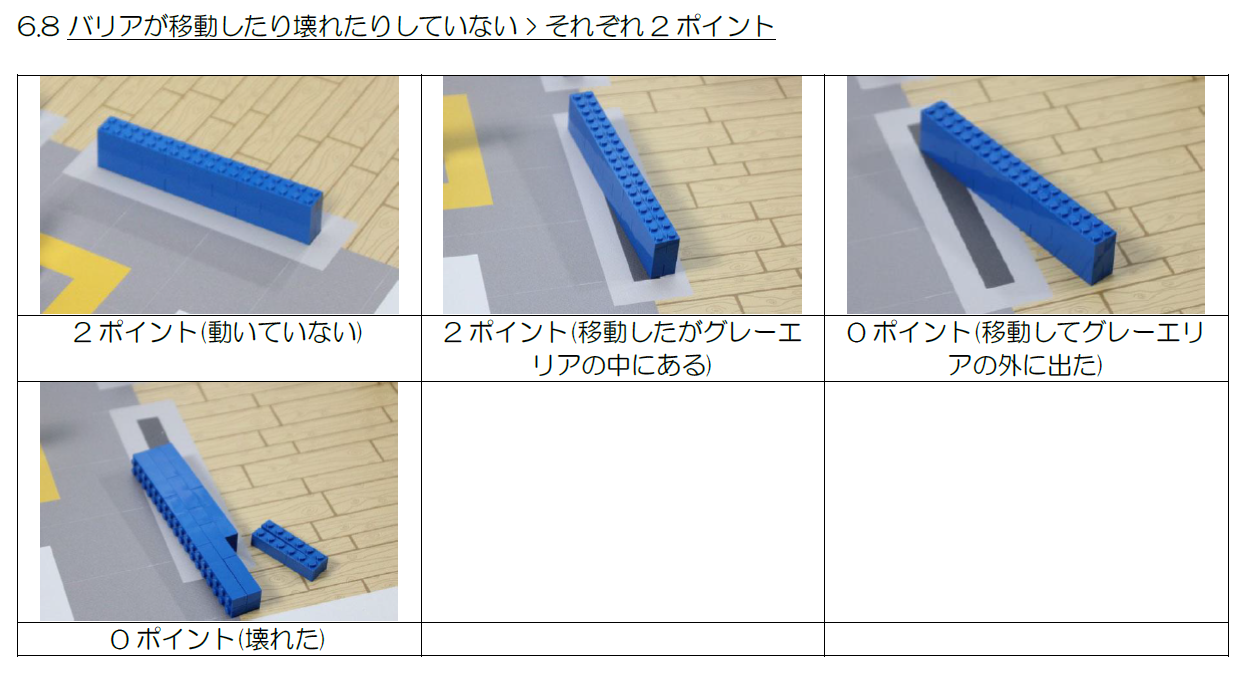 6.8 バリアが移動したり壊れたりしていない > それぞれ 2 ポイント
2 ポイント(動いていない)
2 ポイント(移動したがグレーエ
リアの中にある)
0 ポイント(移動してグレーエリ
アの外に出た)
0 ポイント(壊れた)